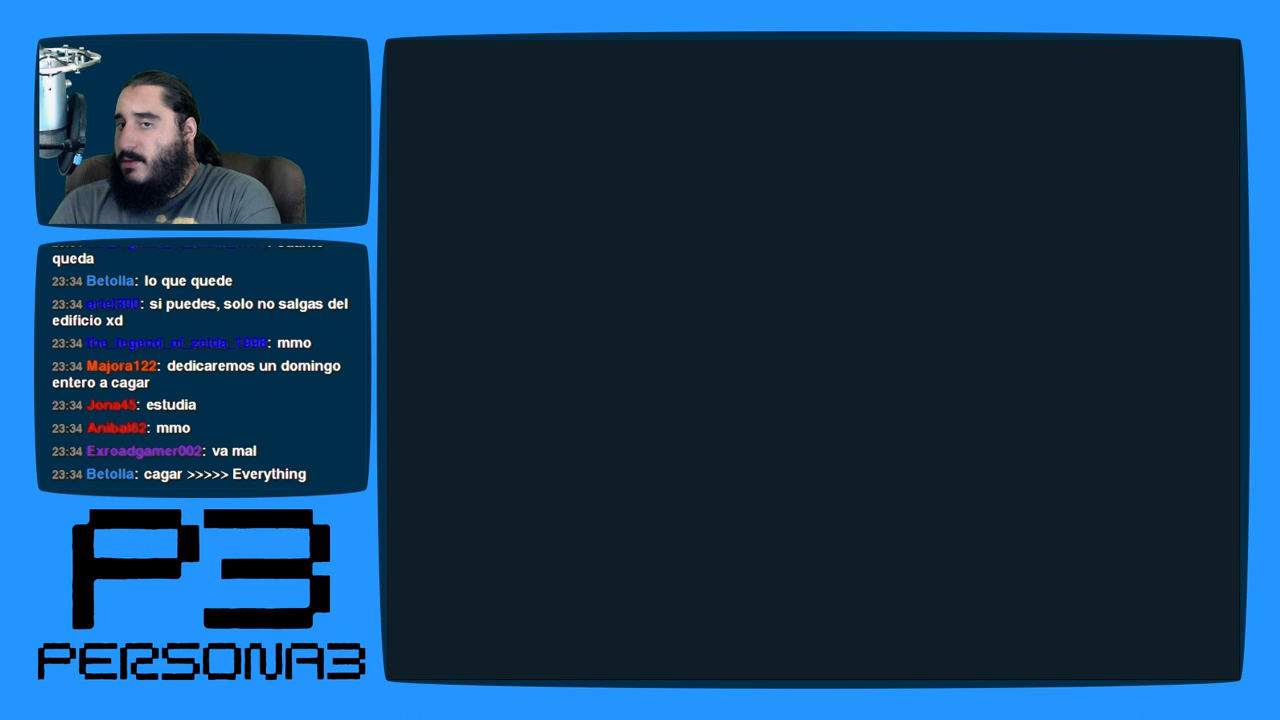 queda
23:34 Betolla: lo que quede
23:34 ariel300: si puedes, solo no salgas del
edificio xd
23:34 the_legend_of_zelda_1998: mmo
23:34 Majora122: dedicaremos un domingo
entero a cagar
23:34 Jona45: estudia
23:34 Anibal62: mmo
23:34 Exroadgamer002: va mal
23:34 Betolla: cagar >>>>> Everything
P3
PERSONA3